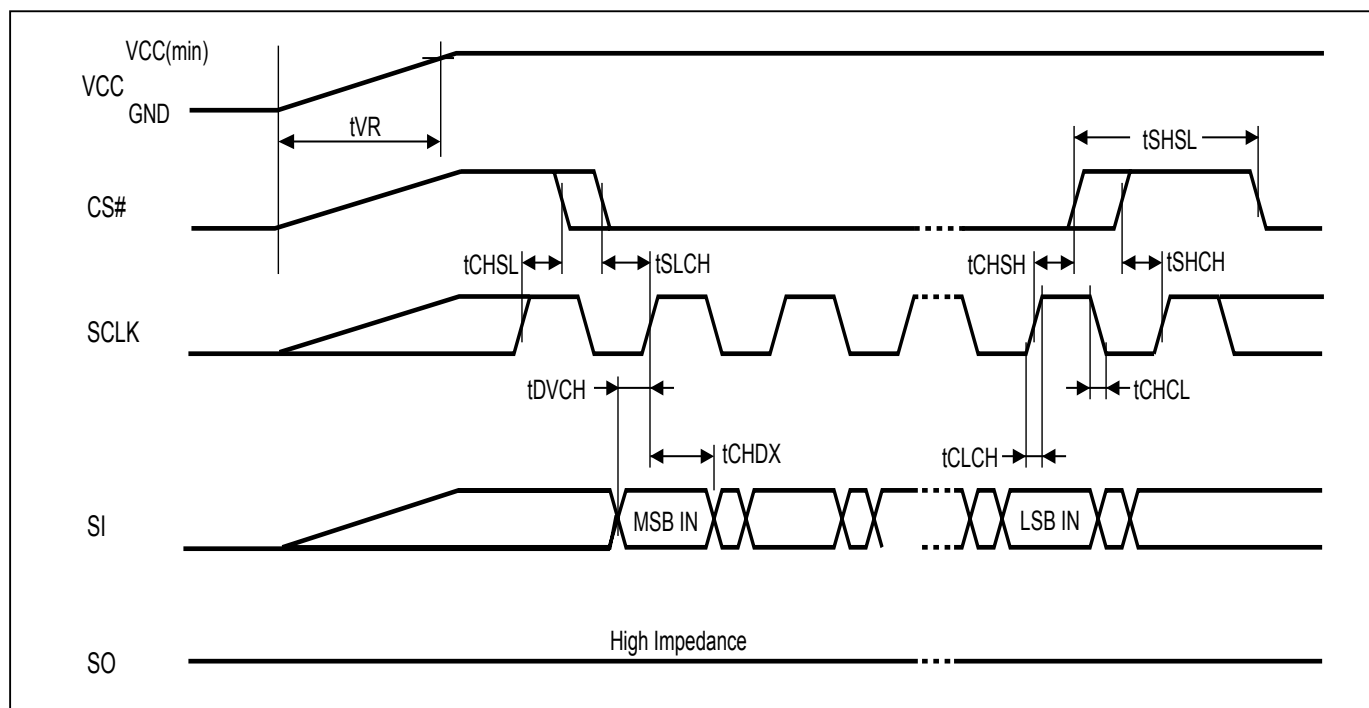 VCC(min)
VCC
GND
tVR
tSHSL
CS#
tCHSL
tSLCH
tCHSH
tSHCH
SCLK
tDVCH
tCHCL
tCHDX
tCLCH
SI
MSB IN
LSB IN
High Impedance
SO